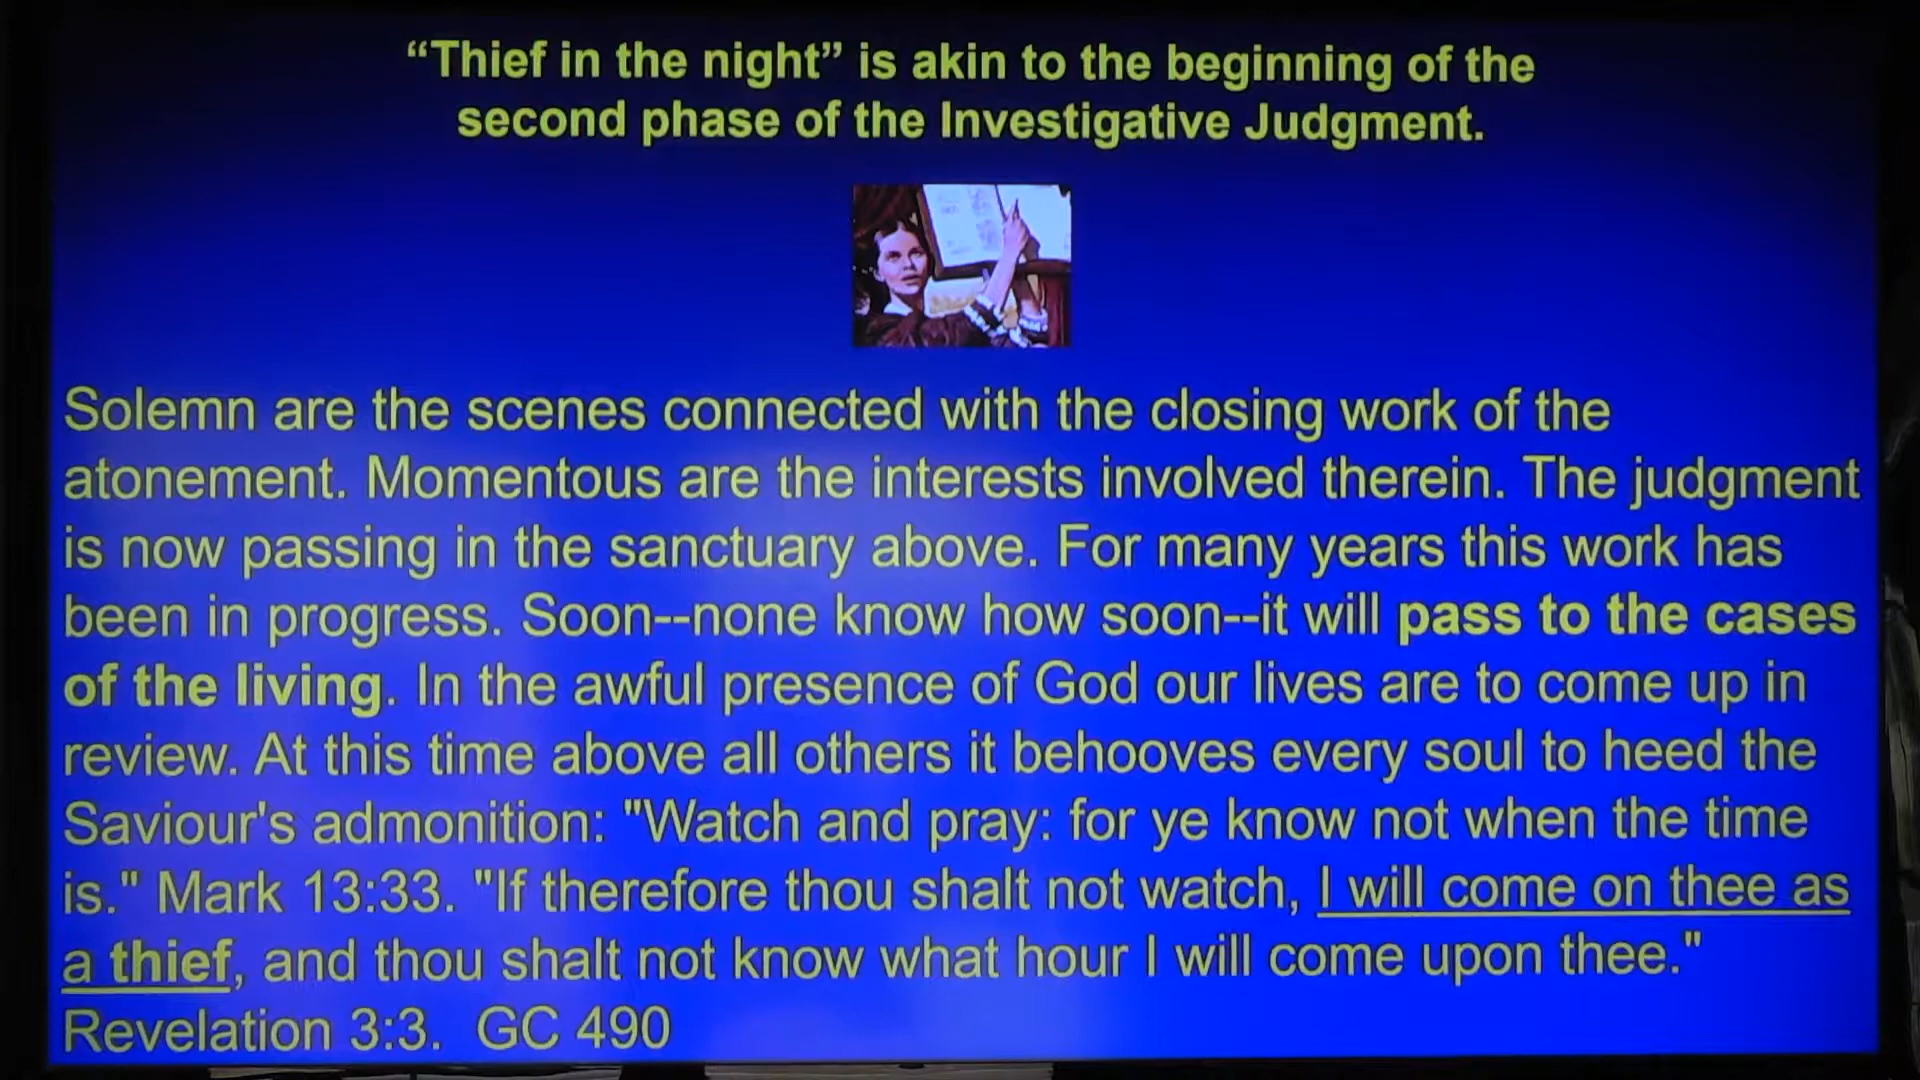 “Thief in the night” is akin to the beginning of the
second phase of the Investigative Judgment.
Solemn are the scenes connected with the closing work of the
atonement. Momentous are the interests involved therein. The judgment
is now passing in the sanctuary above. For many years this work has
been in progress. Soon--none know how soon--it will pass to the cases
of the living. In the awful presence of God our lives are to come up in
review. At this time above all others it behooves every soul to heed the
Saviour's admonition: "Watch and pray: for ye know not when the time
is." Mark 13:33. "If therefore thou shalt not watch, I will come on thee as
a thief, and thou shalt not know what hour I will come upon thee."
Revelation 3:3. GC 490